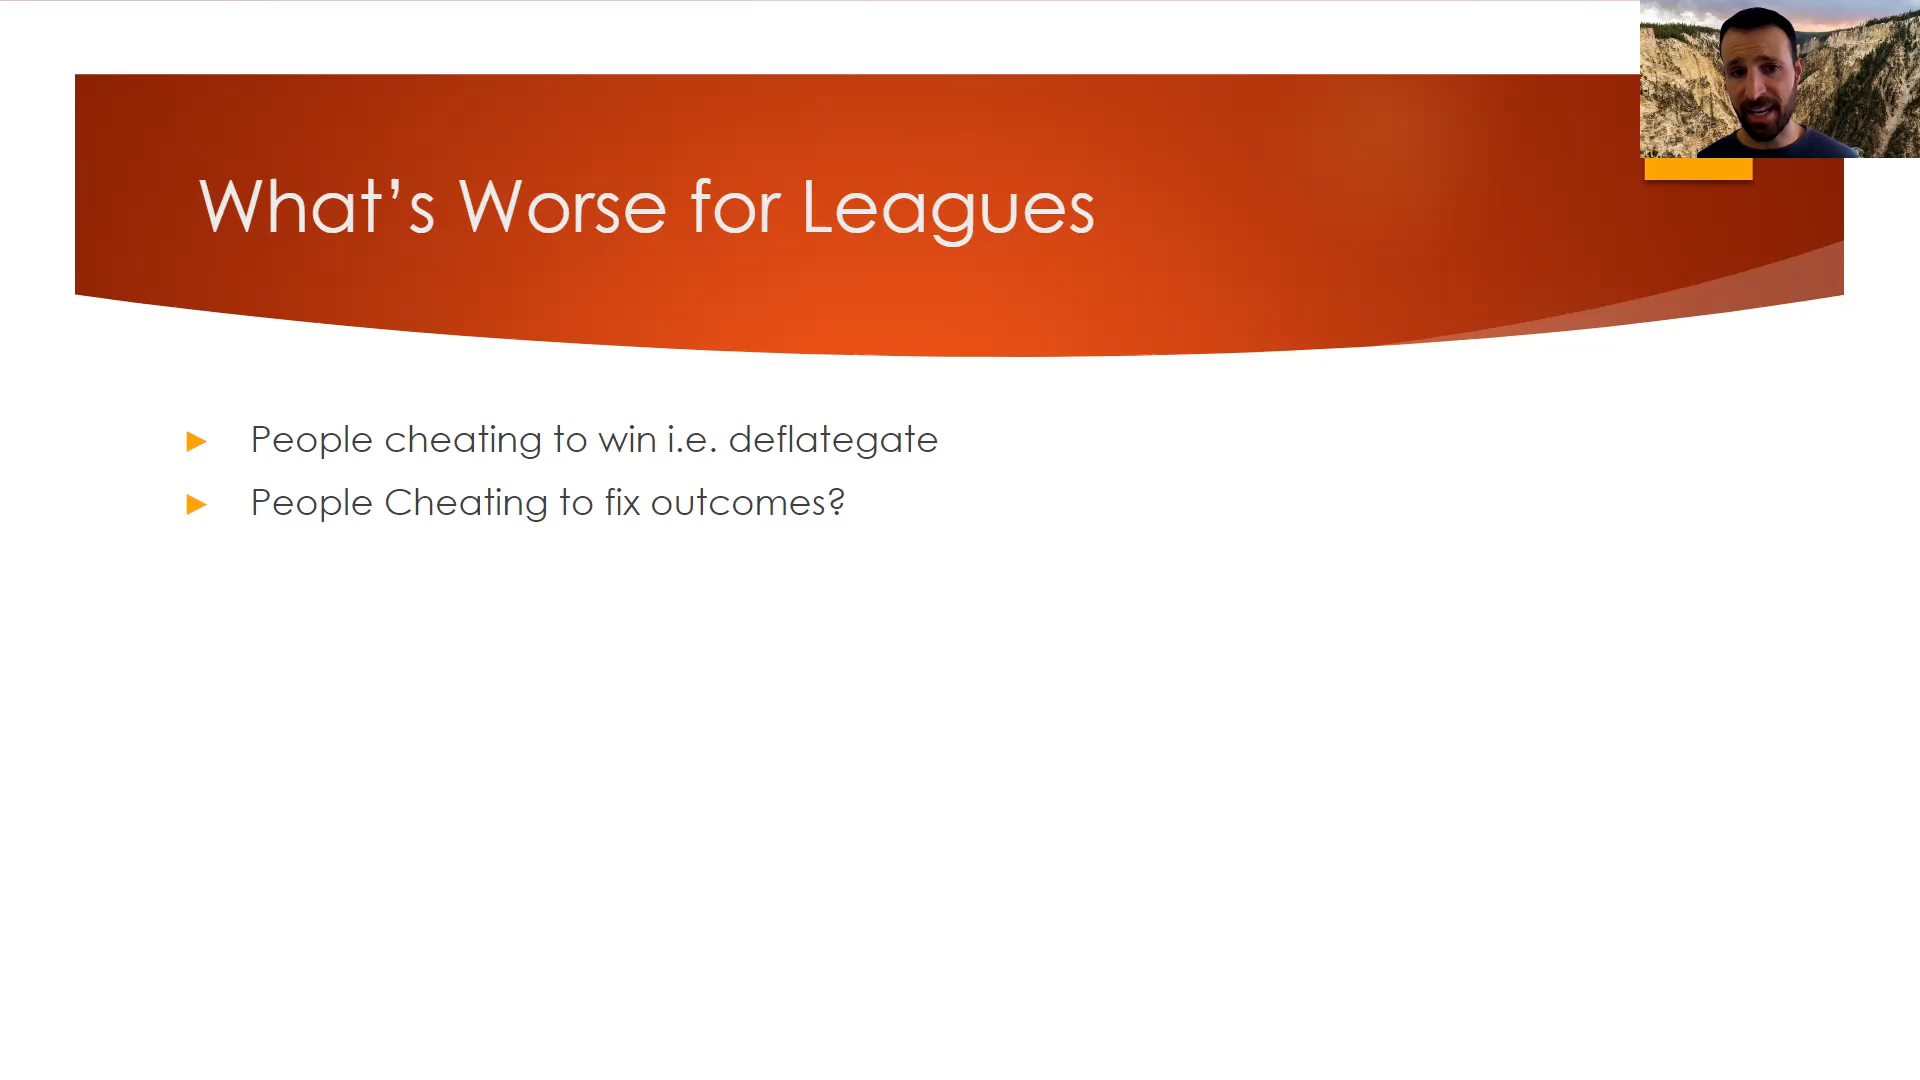 What’s Worse for Leagues
People cheating to win i.e. deflategate
People Cheating to fix outcomes?